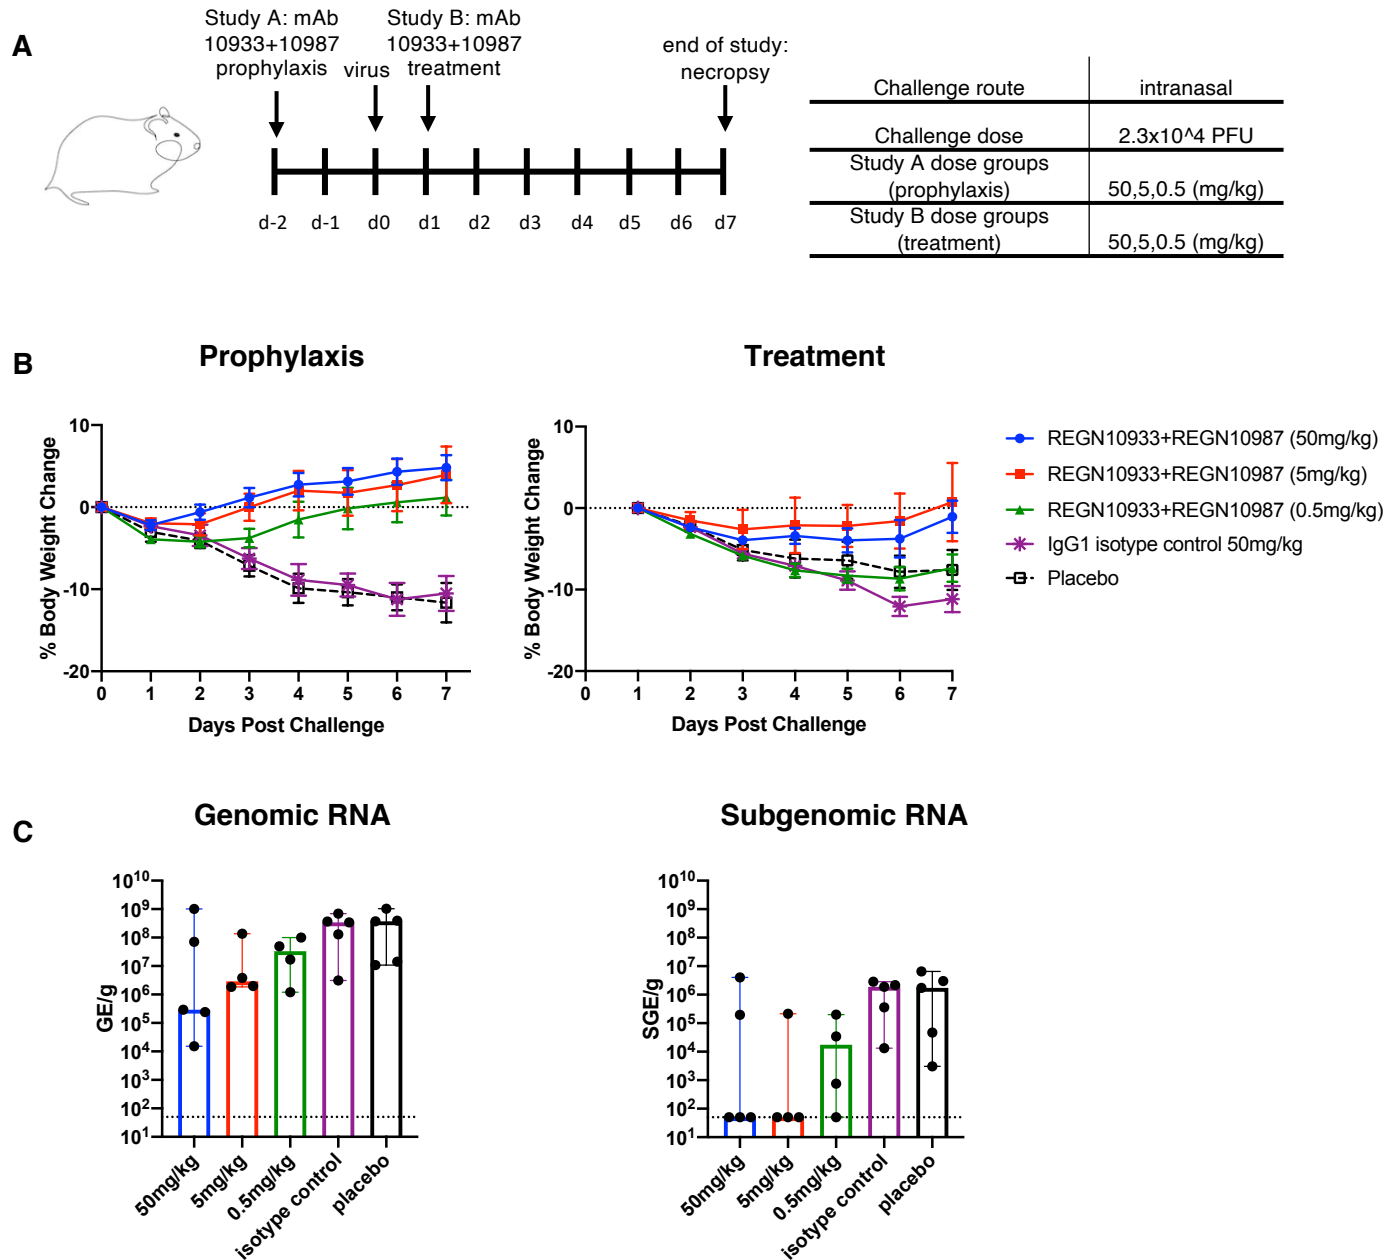 A
Study A: mAb
10933+10987
prophylaxis
virus
Study B: mAb
10933+10987
treatment
end of study:
necropsy
d-2 d-1 d0 d1 d2 d3 d4 d5 d6 d7
Challenge route intranasal
Challenge dose 2.3x10^4 PFU
Study A dose groups
(prophylaxis) 50,5,0.5 (mg/kg)
Study B dose groups
(treatment) 50,5,0.5 (mg/kg)
B
Prophylaxis
% Body Weight Change
10
0
-10
-20
0 1 2 3 4 5 6 7
Days Post Challenge
Treatment
% Body Weight Change
10
0
-10
-20
0 1 2 3 4 5 6 7
Days Post Challenge
REGN10933+REGN10987 (50mg/kg)
REGN10933+REGN10987 (5mg/kg)
REGN10933+REGN10987 (0.5mg/kg)
IgG1 isotype control 50mg/kg
Placebo
C
Genomic RNA
GE/g
10^10
10^9
10^8
10^7
10^6
10^5
10^4
10^3
10^2
10^1
50mg/kg
5mg/kg
0.5mg/kg
isotype control
placebo
Subgenomic RNA
SGE/g
10^10
10^9
10^8
10^7
10^6
10^5
10^4
10^3
10^2
10^1
50mg/kg
5mg/kg
0.5mg/kg
isotype control
placebo